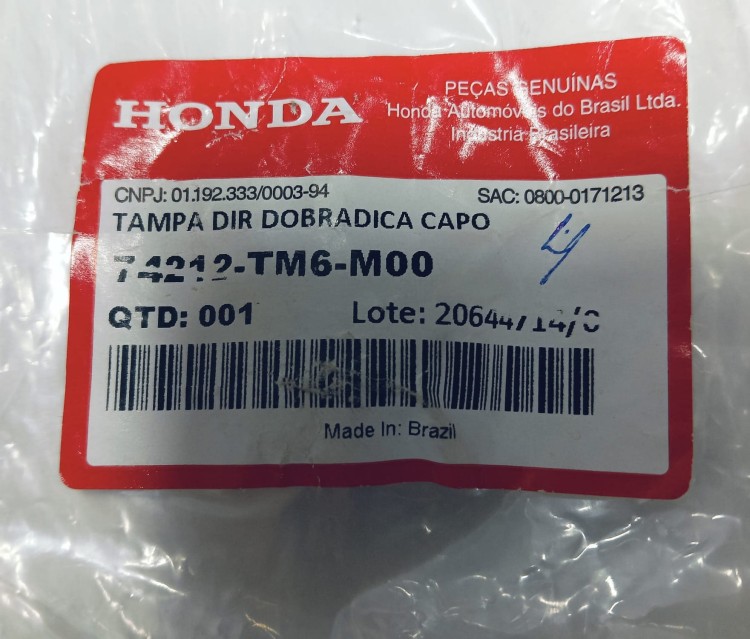 HONDA
PEÇAS GENUÍNAS
Honda Automóveis do Brasil Ltda.
Indústria Brasileira
CNPJ: 01.192.333/0003-94
SAC: 0800-0171213
TAMPA DIR DOBRADICA CAPO
74212-TM6-M00
QTD: 001
Lote:
Made In: Brazil